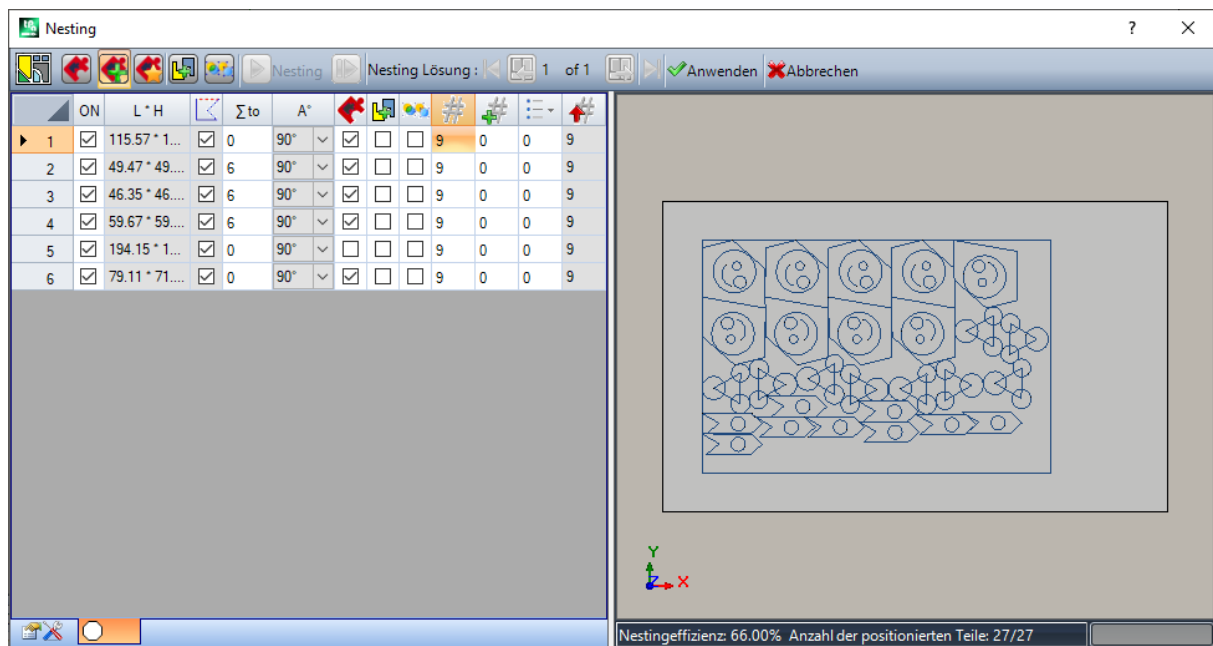 Nesting
? ×
Nesting Nesting Lösung : 1 of 1 Anwenden Abbrechen
ON L * H Σ to A°
1 115.57 * 1... 0 90° 9 0 0 9
2 49.47 * 49.... 6 90° 9 0 0 9
3 46.35 * 46.... 6 90° 9 0 0 9
4 59.67 * 59.... 6 90° 9 0 0 9
5 194.15 * 1... 0 90° 9 0 0 9
6 79.11 * 71.... 0 90° 9 0 0 9
Y
Z X
Nestingeffizienz: 66.00% Anzahl der positionierten Teile: 27/27